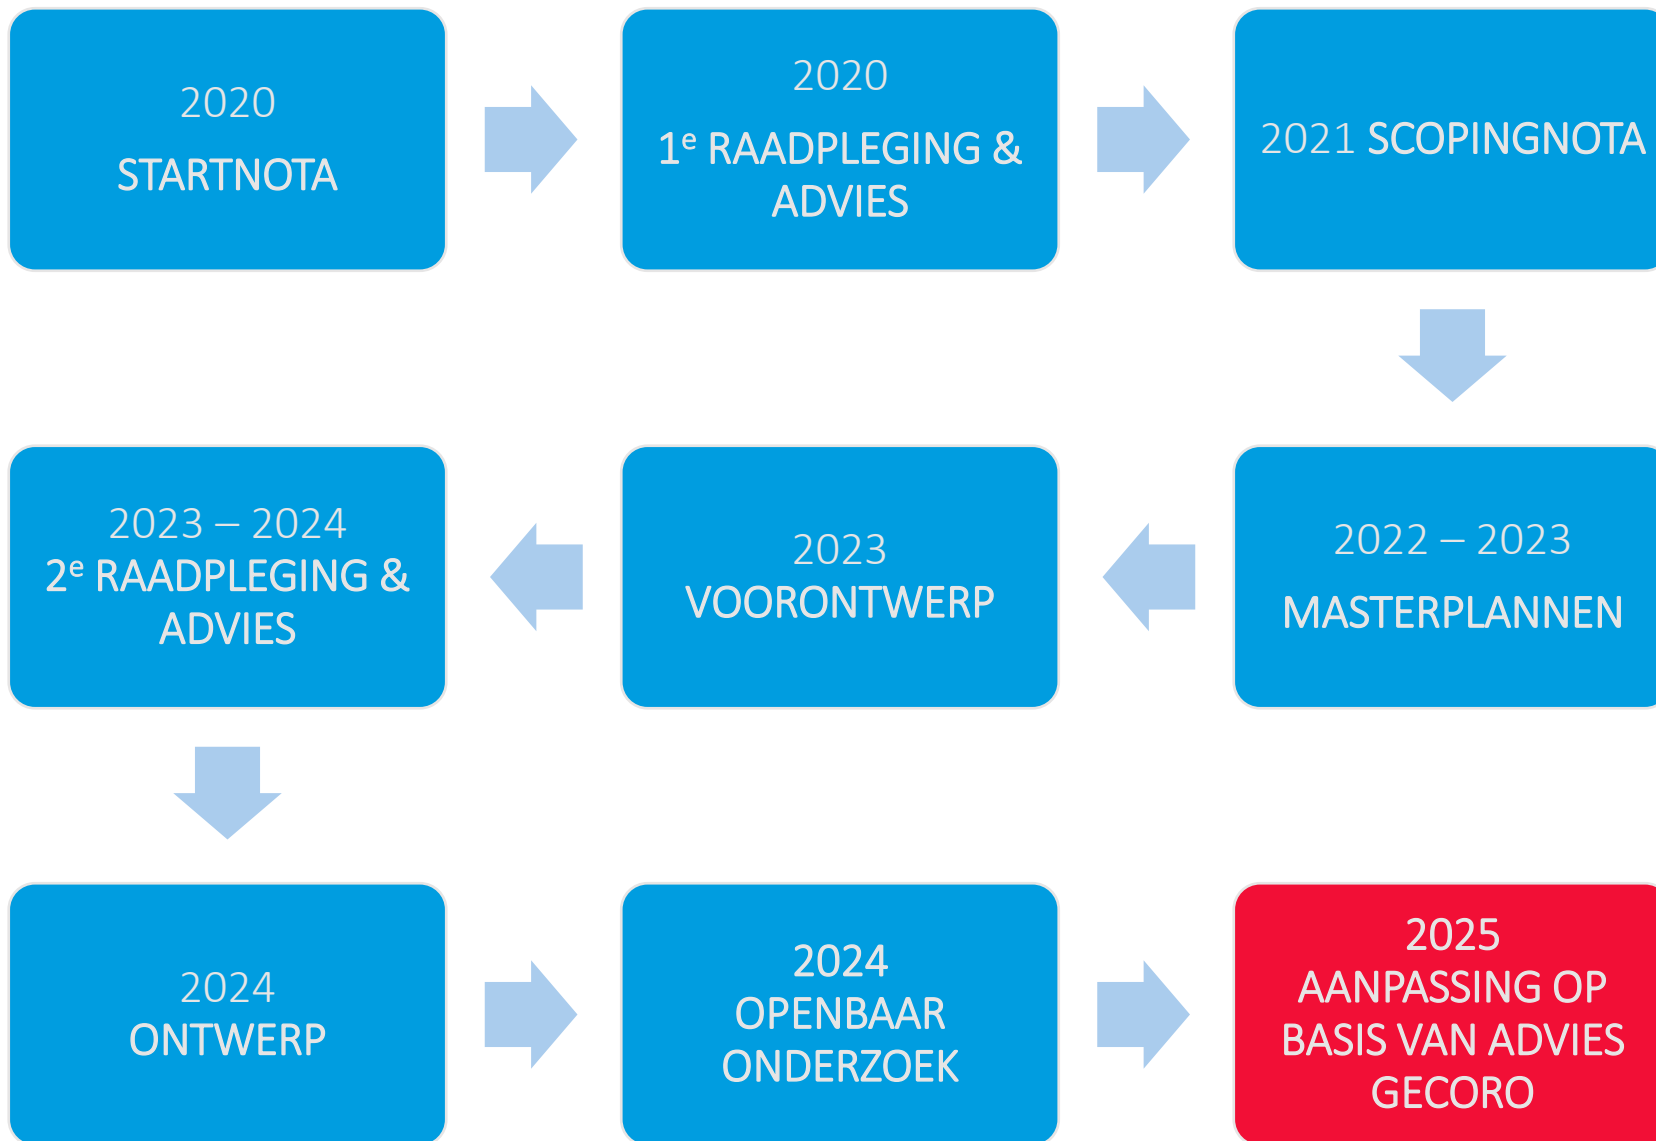 2020
STARTNOTA
2020
1e RAADPLEGING &
ADVIES
2021 SCOPINGNOTA
2022 – 2023
MASTERPLANNEN
2023
VOORONTWERP
2023 – 2024
2e RAADPLEGING &
ADVIES
2024
ONTWERP
2024
OPENBAAR
ONDERZOEK
2025
AANPASSING OP
BASIS VAN ADVIES
GECORO